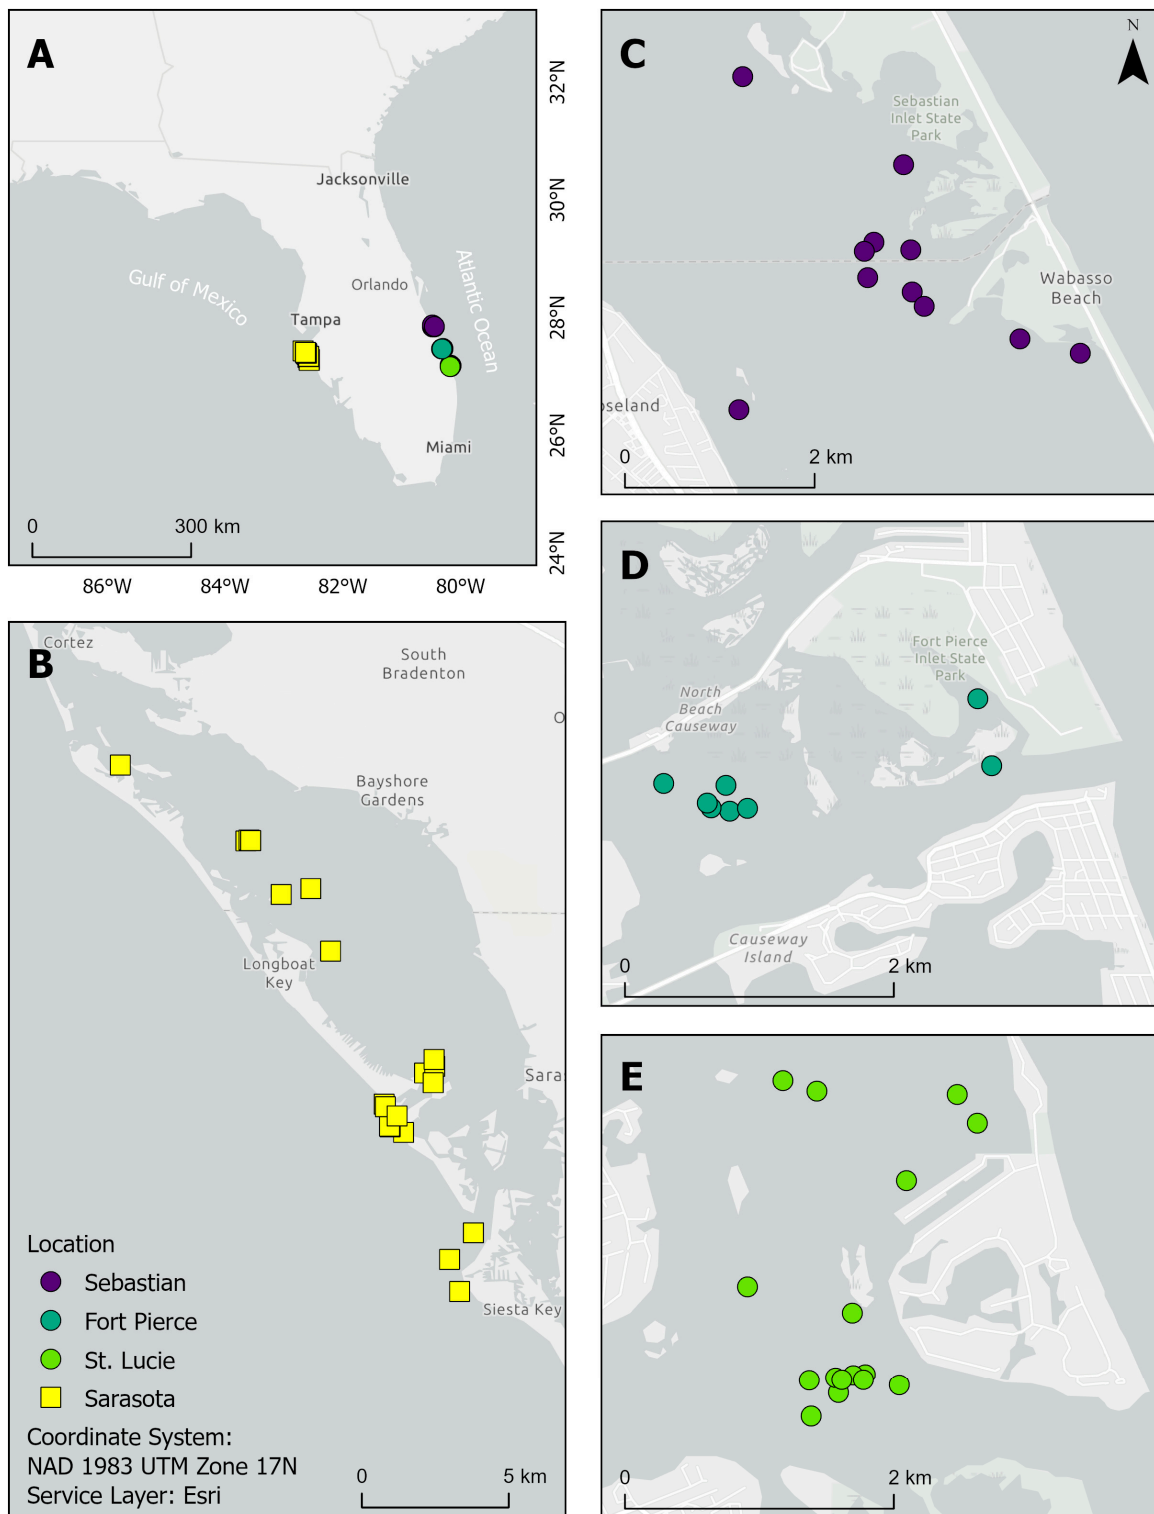 A
32°N
30°N
28°N
26°N
24°N
Jacksonville
Orlando
Gulf of Mexico
Atlantic Ocean
Tampa
Miami
0 300 km
86°W 84°W 82°W 80°W
B
Cortez
South
Bradenton
O
Bayshore
Gardens
Longboat
Key
Sara
Siesta Key
Location
Sebastian
Fort Pierce
St. Lucie
Sarasota
Coordinate System:
NAD 1983 UTM Zone 17N
Service Layer: Esri
0 5 km
C
N
Sebastian
Inlet State
Park
Wabasso
Beach
oseland
0 2 km
D
Fort Pierce
Inlet State
Park
North
Beach
Causeway
Causeway
Island
0 2 km
E
0 2 km